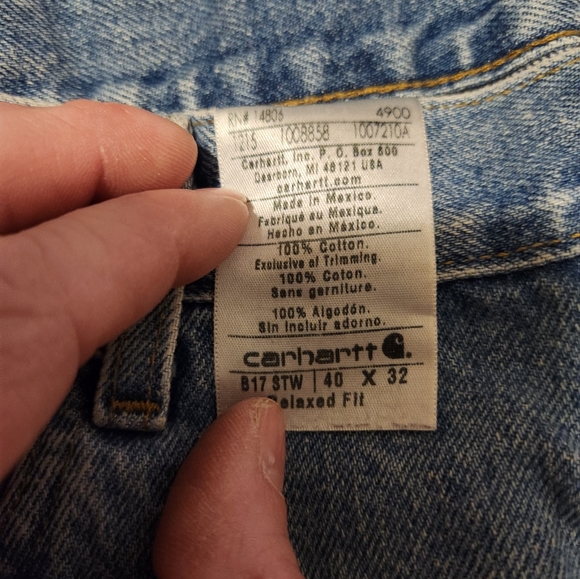 RN# 14806 4900
1215 1008858 1007210A
Carhartt, Inc. P. O. Box 600
Dearborn, MI 48121 USA
carhartt.com
Made in Mexico.
Fabriqué au Mexique.
Hecho en México.
100% Cotton.
Exclusive of Trimming.
100% Coton.
Sans garniture.
100% Algodón.
Sin incluir adorno.
carhartt
B17 STW | 40 X 32
elaxed Fit